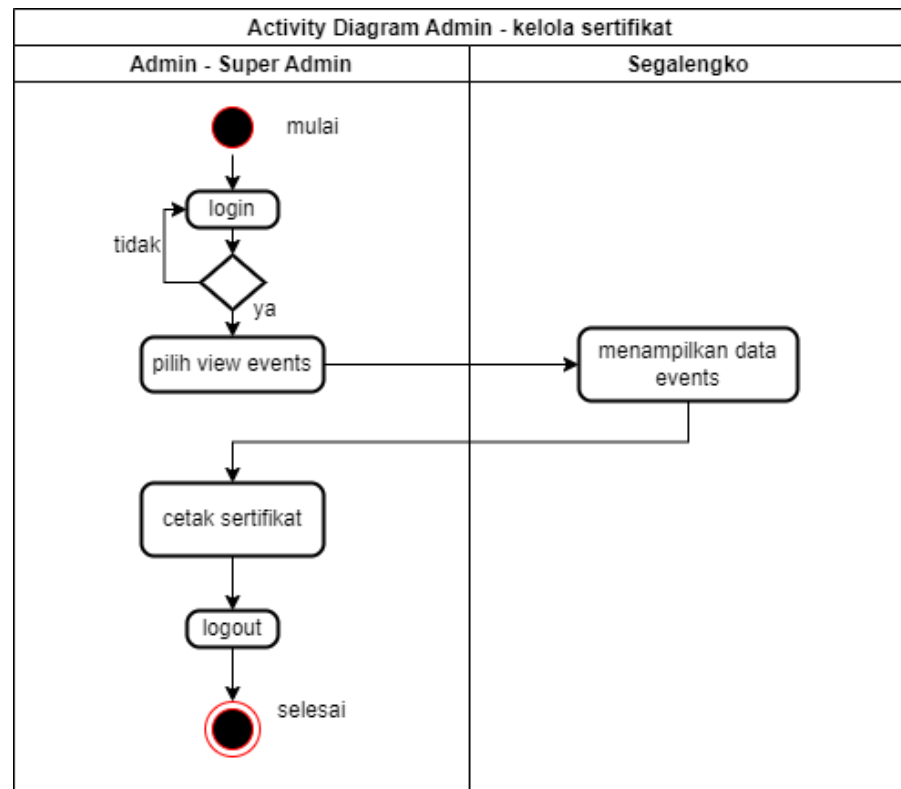 Activity Diagram Admin - kelola sertifikat
Admin - Super Admin
Segalengko
mulai
login
tidak
ya
pilih view events
menampilkan data
events
cetak sertifikat
logout
selesai